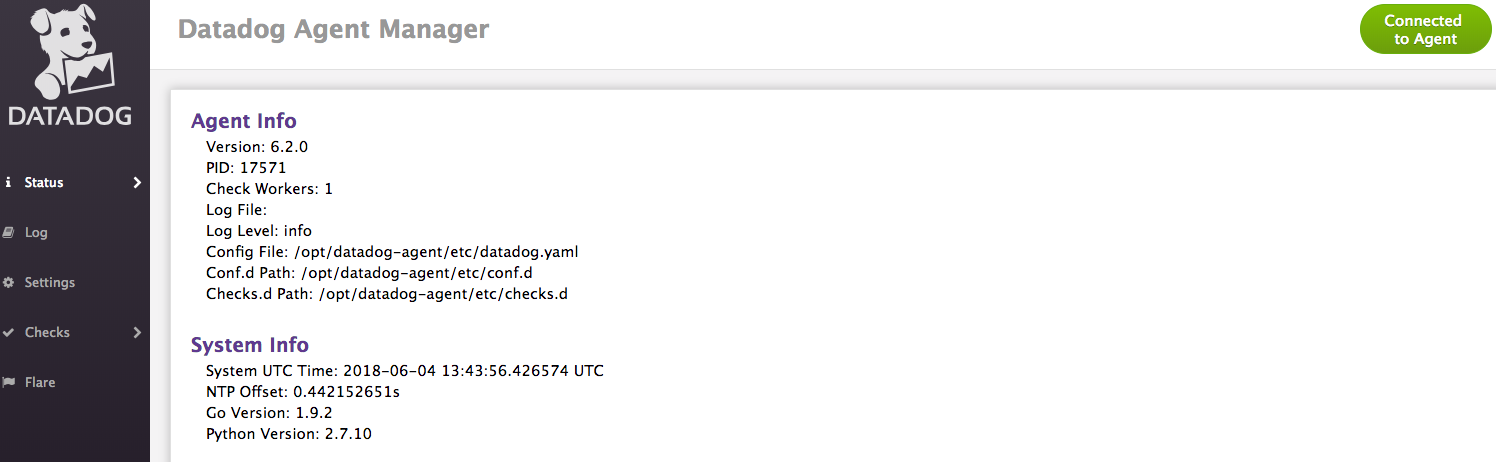 DATADOG
Status
Log
Settings
Checks
Flare
Datadog Agent Manager
Connected
to Agent
Agent Info
Version: 6.2.0
PID: 17571
Check Workers: 1
Log File:
Log Level: info
Config File: /opt/datadog-agent/etc/datadog.yaml
Conf.d Path: /opt/datadog-agent/etc/conf.d
Checks.d Path: /opt/datadog-agent/etc/checks.d
System Info
System UTC Time: 2018-06-04 13:43:56.426574 UTC
NTP Offset: 0.442152651s
Go Version: 1.9.2
Python Version: 2.7.10